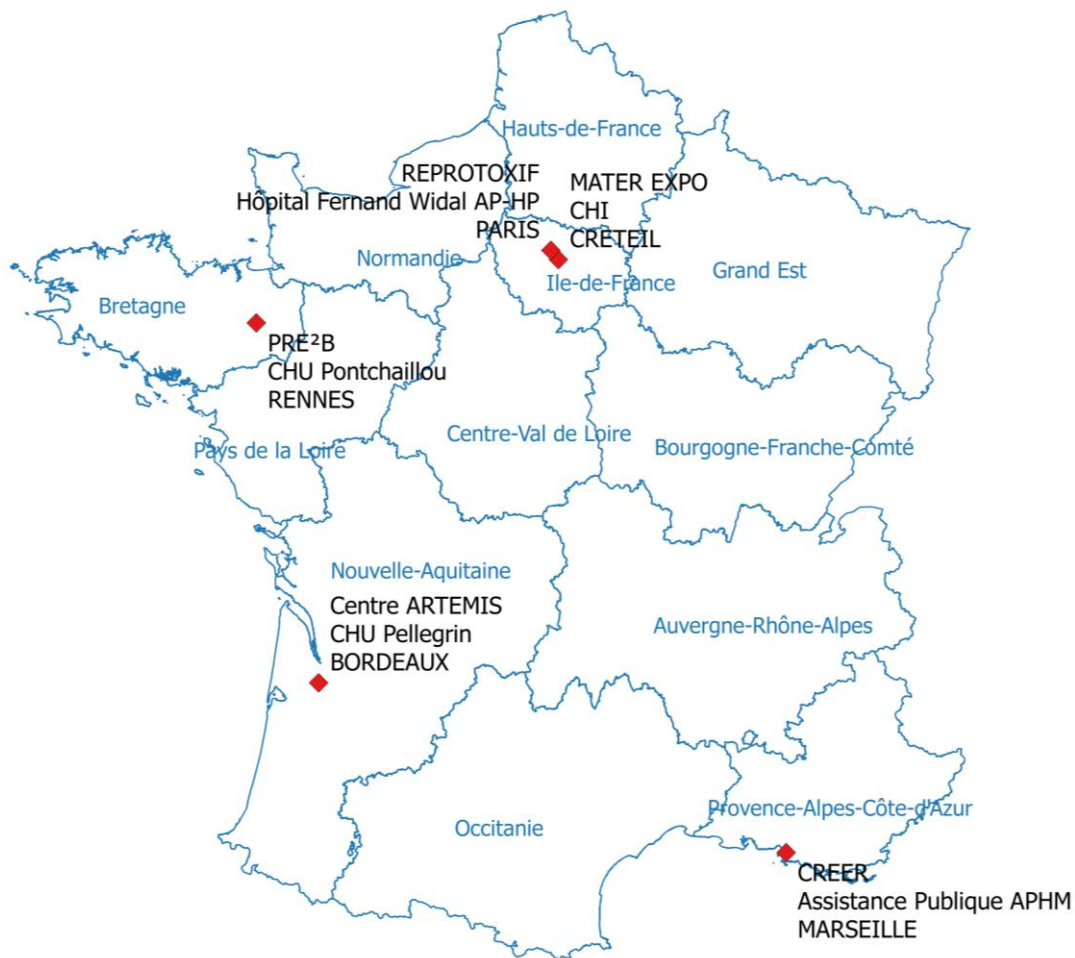 Hauts-de-France
REPROTOXIF
Hôpital Fernand Widal AP-HP
PARIS
MATER EXPO
CHI
CRETEIL
Normandie
Ile-de-France
Grand Est
Bretagne
PRE²B
CHU Pontchaillou
RENNES
Pays de la Loire
Centre-Val de Loire
Bourgogne-Franche-Comté
Nouvelle-Aquitaine
Centre ARTEMIS
CHU Pellegrin
BORDEAUX
Auvergne-Rhône-Alpes
Occitanie
Provence-Alpes-Côte-d'Azur
CREER
Assistance Publique APHM
MARSEILLE